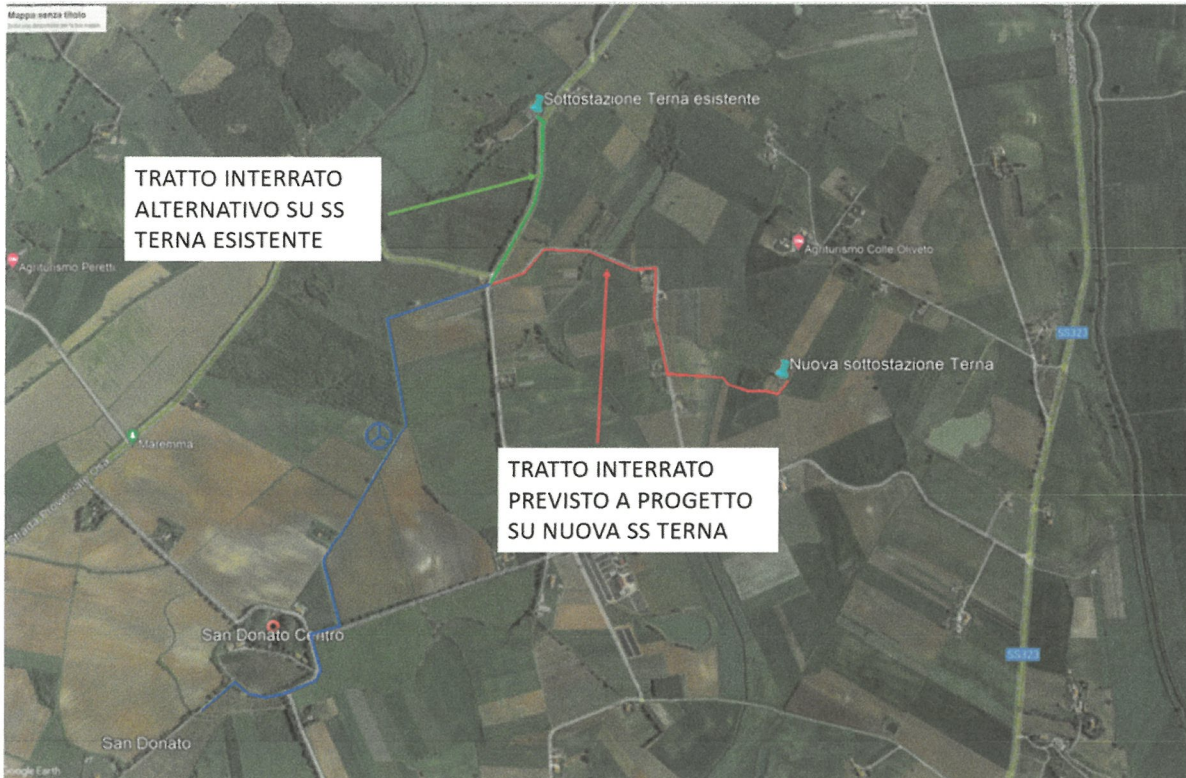 Mappa senza titolo
Sottostazione Terna esistente
TRATTO INTERRATO
ALTERNATIVO SU SS
TERNA ESISTENTE
Agriturismo Peretti
Agriturismo Colle Oliveto
SS323
Nuova sottostazione Terna
Maremma
TRATTO INTERRATO
PREVISTO A PROGETTO
SU NUOVA SS TERNA
San Donato Centro
SS323
San Donato
Google Earth